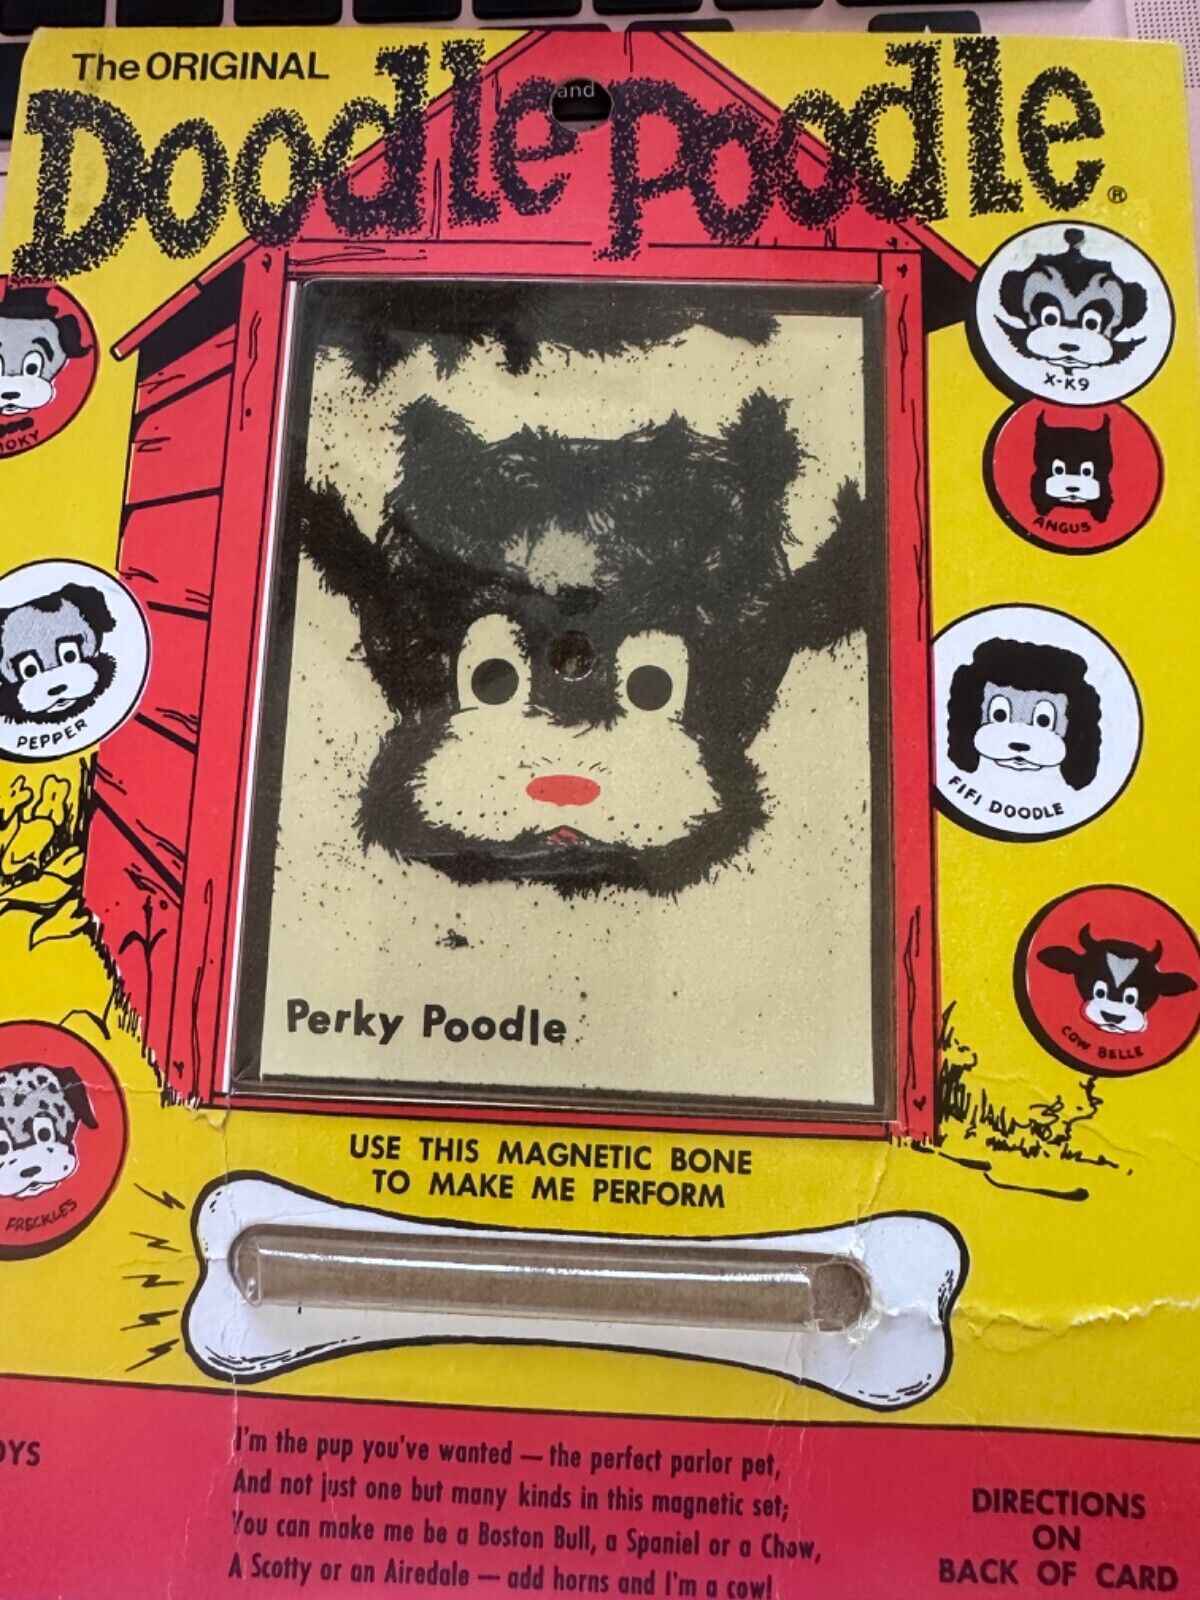 The ORIGINAL
Doodlepoodle®
and
X-K9
ANGUS
PEPPER
FIFI DOODLE
Perky Poodle
COW BELLE
FRECKLES
USE THIS MAGNETIC BONE
TO MAKE ME PERFORM
I'm the pup you've wanted — the perfect parlor pet,
And not just one but many kinds in this magnetic set;
You can make me be a Boston Bull, a Spaniel or a Chow,
A Scotty or an Airedale — add horns and I'm a cow!
DIRECTIONS
ON
BACK OF CARD